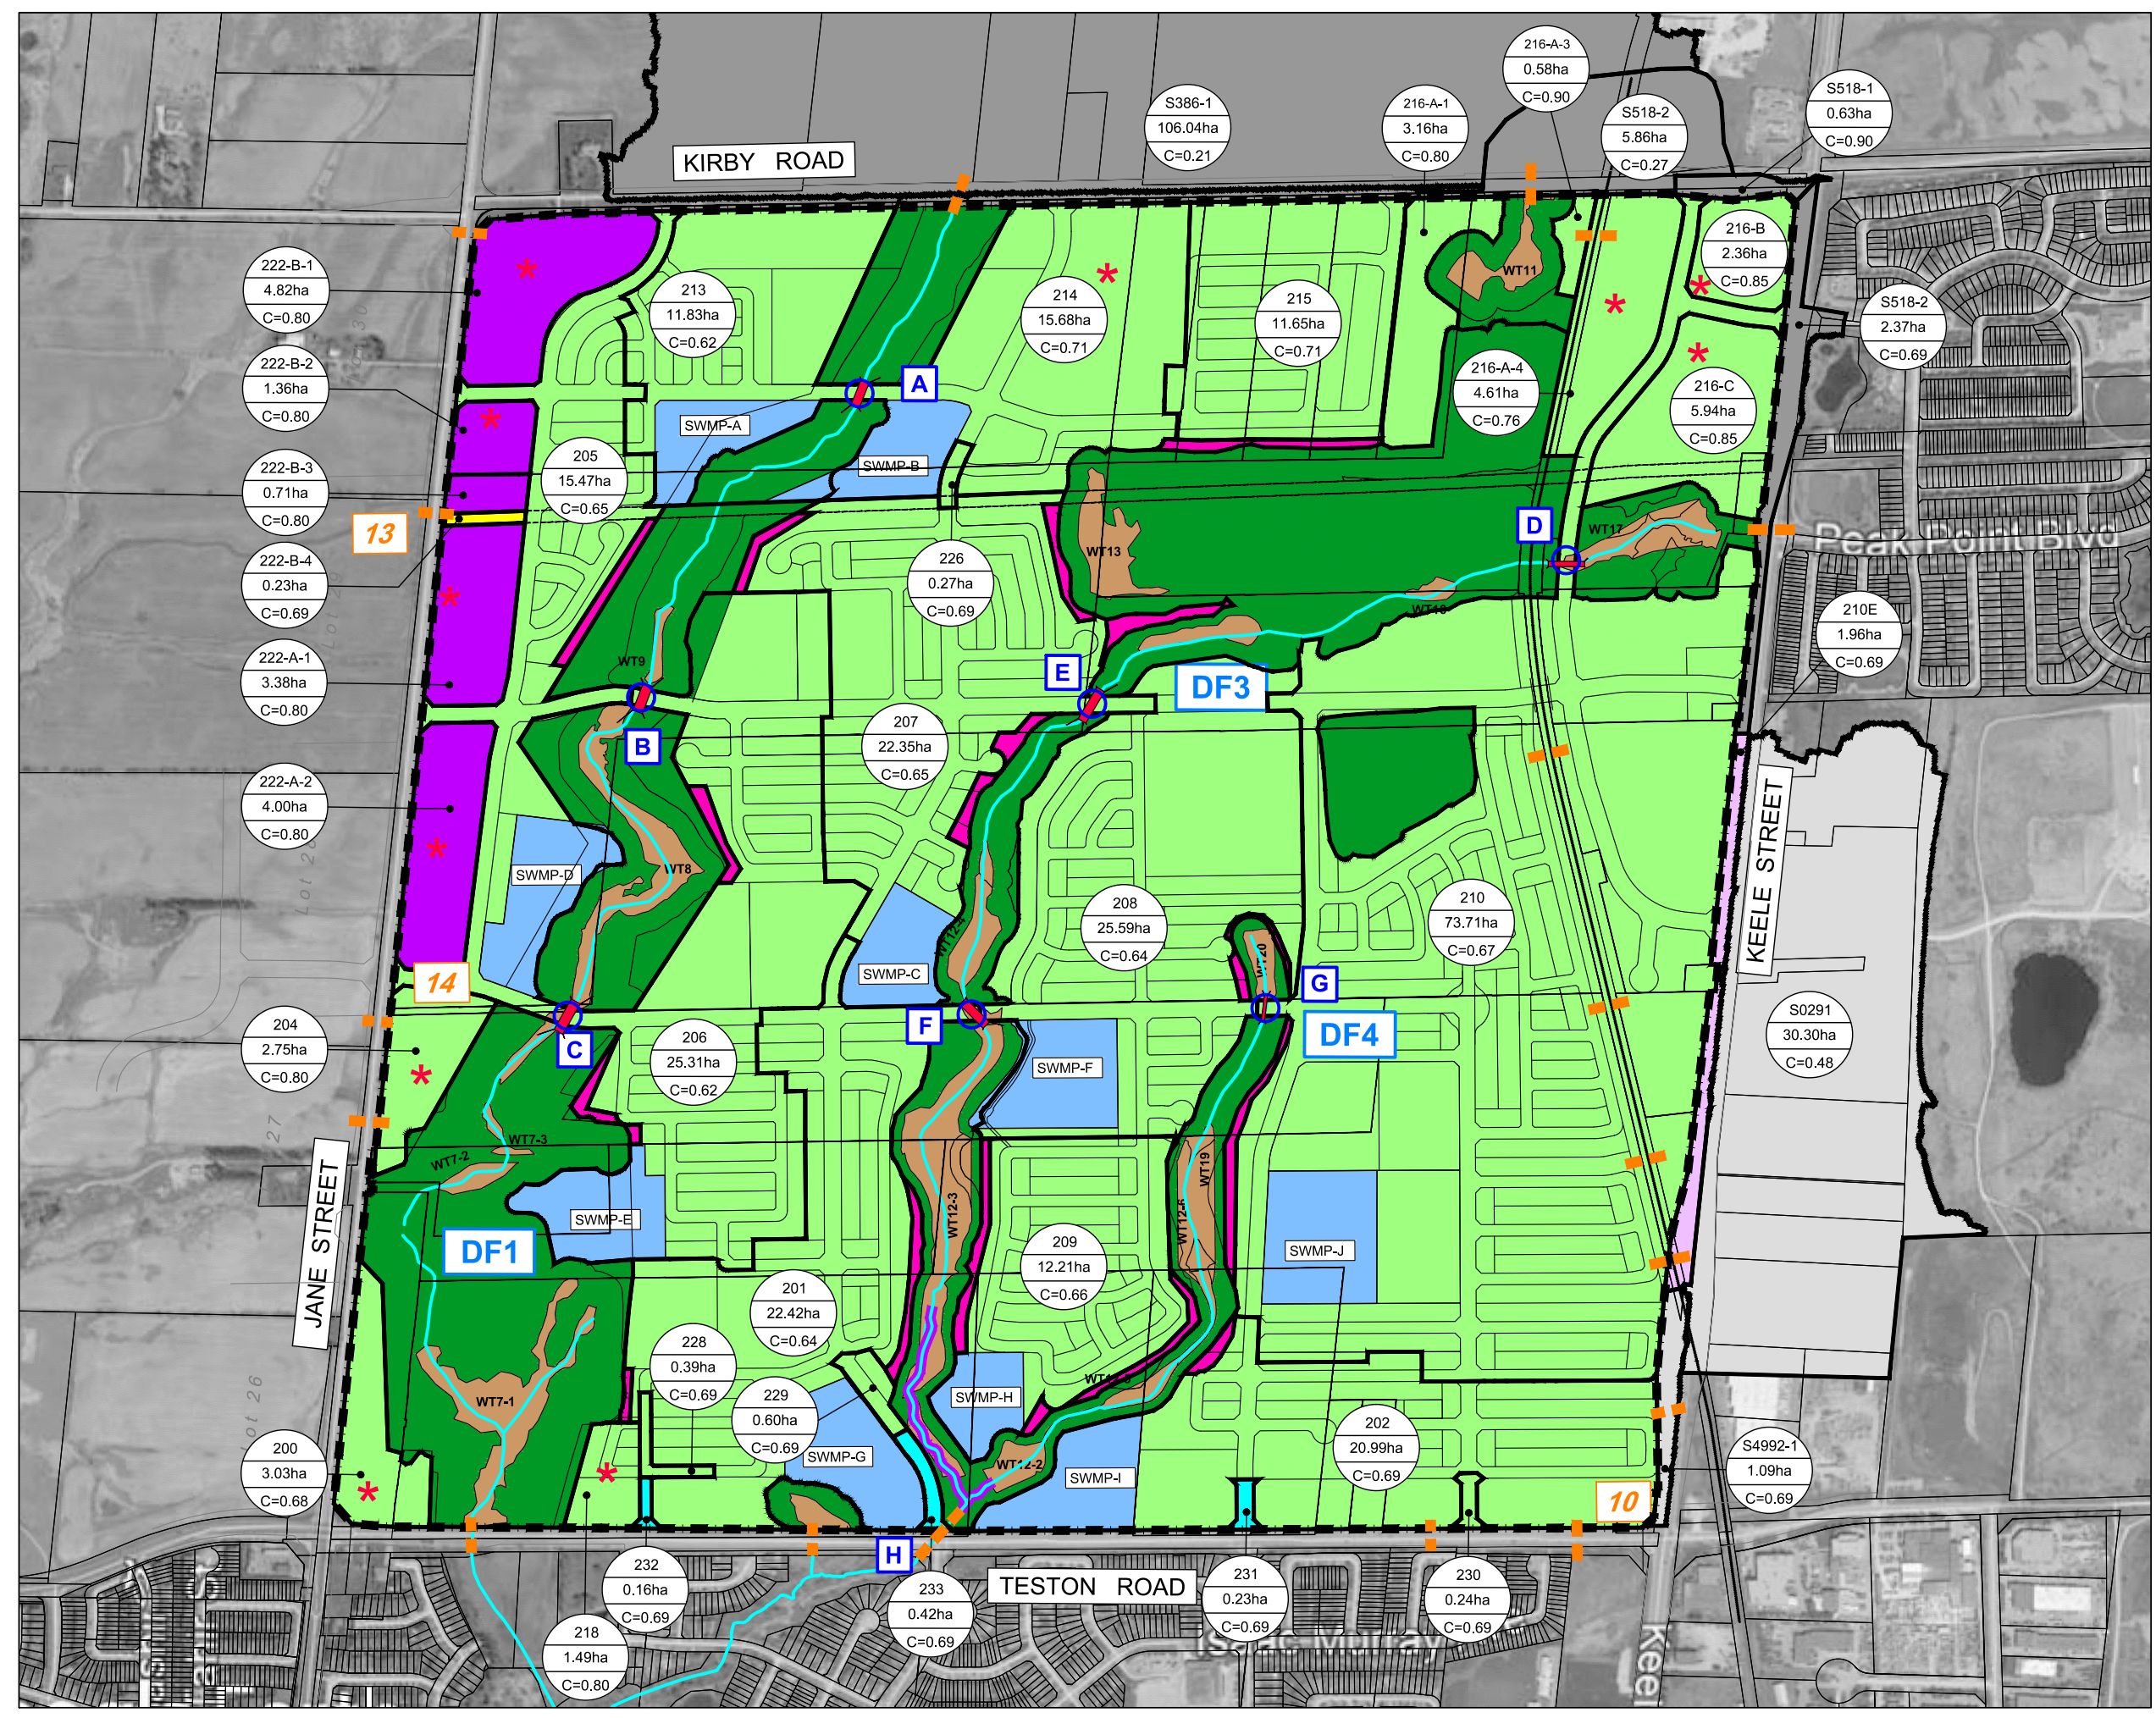 216-A-3
0.58ha
C=0.90
S386-1
106.04ha
C=0.21
216-A-1
3.16ha
C=0.80
S518-2
5.86ha
C=0.27
S518-1
0.63ha
C=0.90
KIRBY ROAD
222-B-1
4.82ha
C=0.80
213
11.83ha
C=0.62
214
15.68ha
C=0.71
215
11.65ha
C=0.71
WT11
216-B
2.36ha
C=0.85
S518-2
2.37ha
C=0.69
222-B-2
1.36ha
C=0.80
A
216-A-4
4.61ha
C=0.76
216-C
5.94ha
C=0.85
SWMP-A
SWMP-B
222-B-3
0.71ha
C=0.80
205
15.47ha
C=0.65
13
D
WT17
Peak Point Blvd
WT13
222-B-4
0.23ha
C=0.69
226
0.27ha
C=0.69
210E
1.96ha
C=0.69
222-A-1
3.38ha
C=0.80
WT9
E
DF3
B
207
22.35ha
C=0.65
222-A-2
4.00ha
C=0.80
KEELE STREET
SWMP-D
WT8
208
25.59ha
C=0.64
210
73.71ha
C=0.67
WT12-4
WT20
SWMP-C
14
G
F
DF4
204
2.75ha
C=0.80
C
206
25.31ha
C=0.62
SWMP-F
S0291
30.30ha
C=0.48
WT7-3
WT7-2
Lot 26
JANE STREET
WT19
WT12-3
WT12-6
SWMP-E
DF1
SWMP-J
209
12.21ha
C=0.66
201
22.42ha
C=0.64
228
0.39ha
C=0.69
229
0.60ha
C=0.69
WT7-1
SWMP-H
202
20.99ha
C=0.69
SWMP-G
WT12-2
SWMP-I
200
3.03ha
C=0.68
S4992-1
1.09ha
C=0.69
10
H
232
0.16ha
C=0.69
233
0.42ha
C=0.69
TESTON ROAD
231
0.23ha
C=0.69
230
0.24ha
C=0.69
218
1.49ha
C=0.80
Isaac Murray